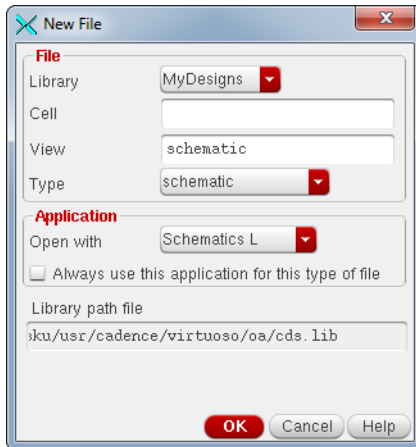 New File
File
Library MyDesigns
Cell
View schematic
Type schematic
Application
Open with Schematics L
Always use this application for this type of file
Library path file
sku/usr/cadence/virtuoso/oa/cds.lib
OK Cancel Help